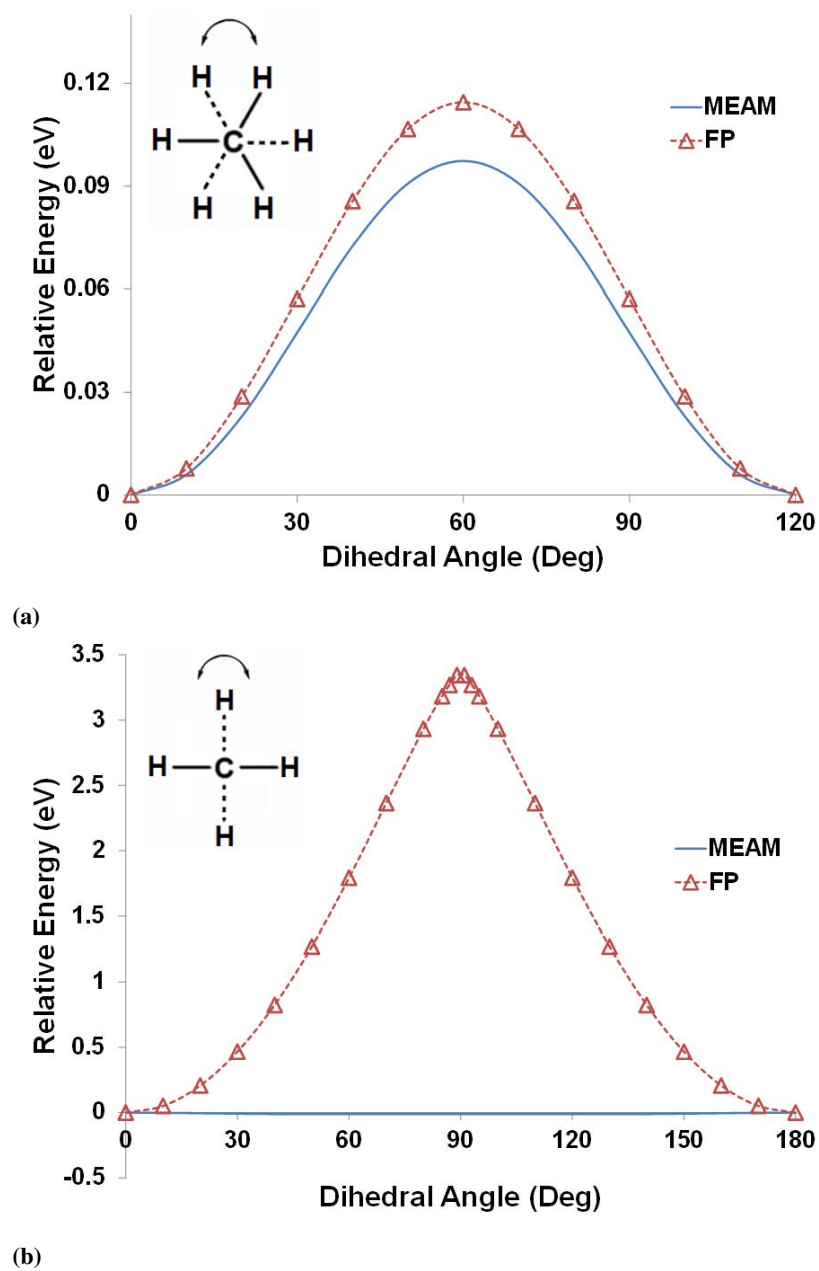 0.12
0.09
0.06
0.03
0
Relative Energy (eV)
H H
H C H
H H
MEAM
FP
0 30 60 90 120
Dihedral Angle (Deg)
(a)
3.5
3
2.5
2
1.5
1
0.5
0
-0.5
Relative Energy (eV)
H
H C H
H
MEAM
FP
0 30 60 90 120 150 180
Dihedral Angle (Deg)
(b)